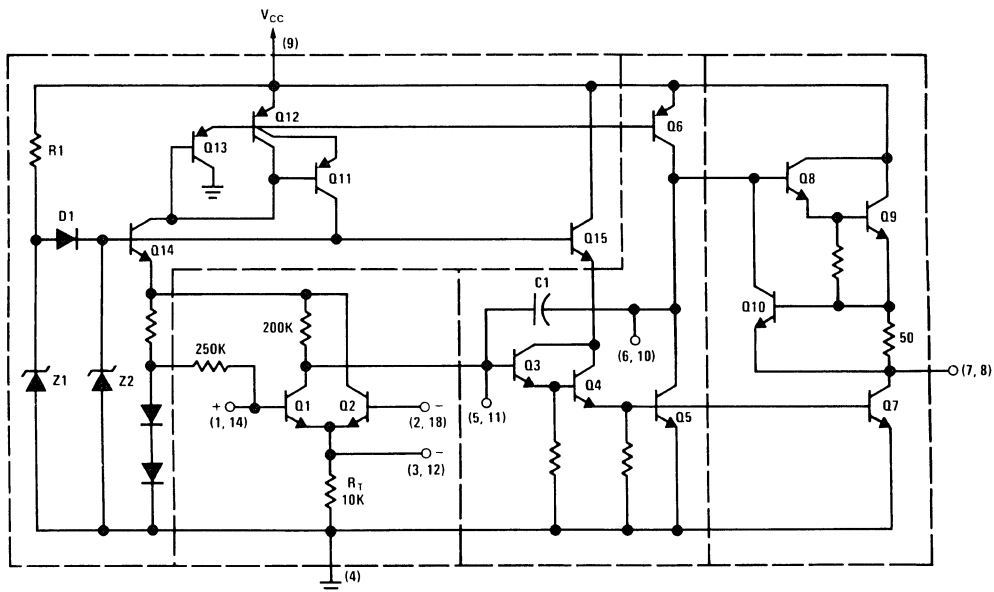 VCC
(9)
R1
Q12
Q13
Q11
Q6
Q8
Q9
D1
Q14
Q15
C1
Q10
200K
(6, 10)
50
250K
Q3
Q4
(7, 8)
Z1
Z2
+
(1, 14)
Q1
Q2
−
(2, 18)
(5, 11)
Q5
Q7
−
(3, 12)
RT
10K
(4)